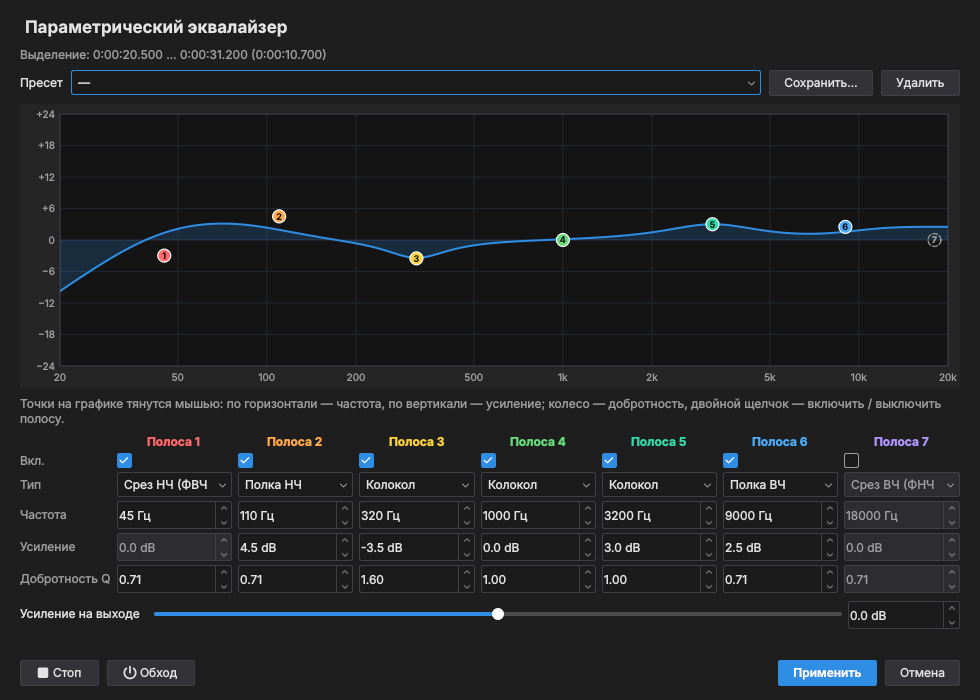 Параметрический эквалайзер
Выделение: 0:00:20.500 ... 0:00:31.200 (0:00:10.700)
Пресет — Сохранить... Удалить
+24
+18
+12
+6
0
−6
−12
−18
−24
1 2 3 4 5 6 7
20 50 100 200 500 1k 2k 5k 10k 20k
Точки на графике тянутся мышью: по горизонтали — частота, по вертикали — усиление; колесо — добротность, двойной щелчок — включить / выключить
полосу.
Полоса 1 Полоса 2 Полоса 3 Полоса 4 Полоса 5 Полоса 6 Полоса 7
Вкл.
Тип Срез НЧ (ФВЧ Полка НЧ Колокол Колокол Колокол Полка ВЧ Срез ВЧ (ФНЧ
Частота 45 Гц 110 Гц 320 Гц 1000 Гц 3200 Гц 9000 Гц 18000 Гц
Усиление 0.0 dB 4.5 dB -3.5 dB 0.0 dB 3.0 dB 2.5 dB 0.0 dB
Добротность Q 0.71 0.71 1.60 1.00 1.00 0.71 0.71
Усиление на выходе 0.0 dB
Стоп Обход Применить Отмена